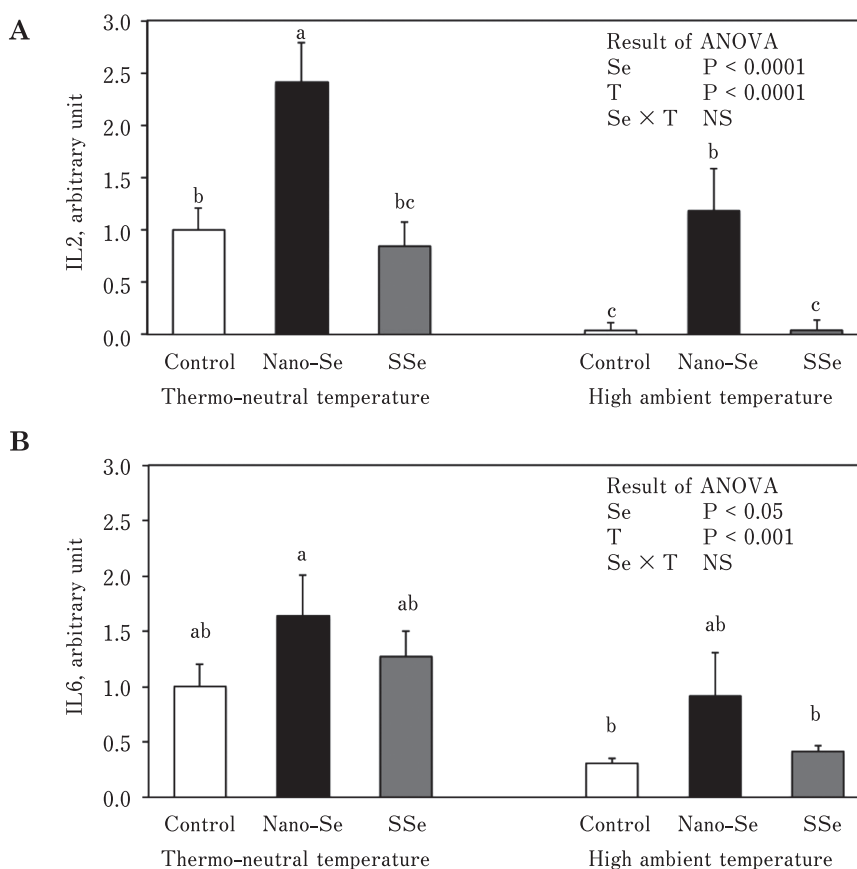 A
IL2, arbitrary unit
3.0
2.5
2.0
1.5
1.0
0.5
0.0
b
a
bc
c
b
c
Result of ANOVA
Se P < 0.0001
T P < 0.0001
Se × T NS
Control Nano-Se SSe Control Nano-Se SSe
Thermo-neutral temperature High ambient temperature
B
IL6, arbitrary unit
3.0
2.5
2.0
1.5
1.0
0.5
0.0
ab
a
ab
b
ab
b
Result of ANOVA
Se P < 0.05
T P < 0.001
Se × T NS
Control Nano-Se SSe Control Nano-Se SSe
Thermo-neutral temperature High ambient temperature